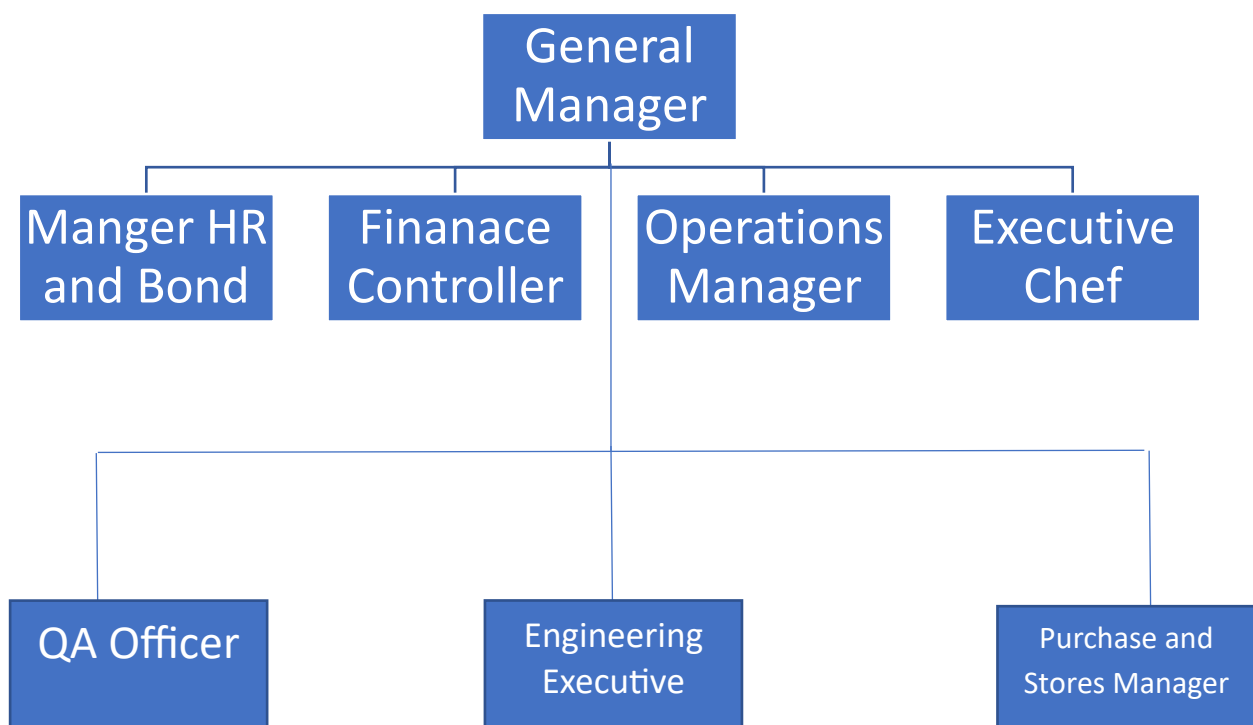 General
Manager
Manger HR
and Bond
Finanace
Controller
Operations
Manager
Executive
Chef
QA Officer
Engineering
Executive
Purchase and
Stores Manager